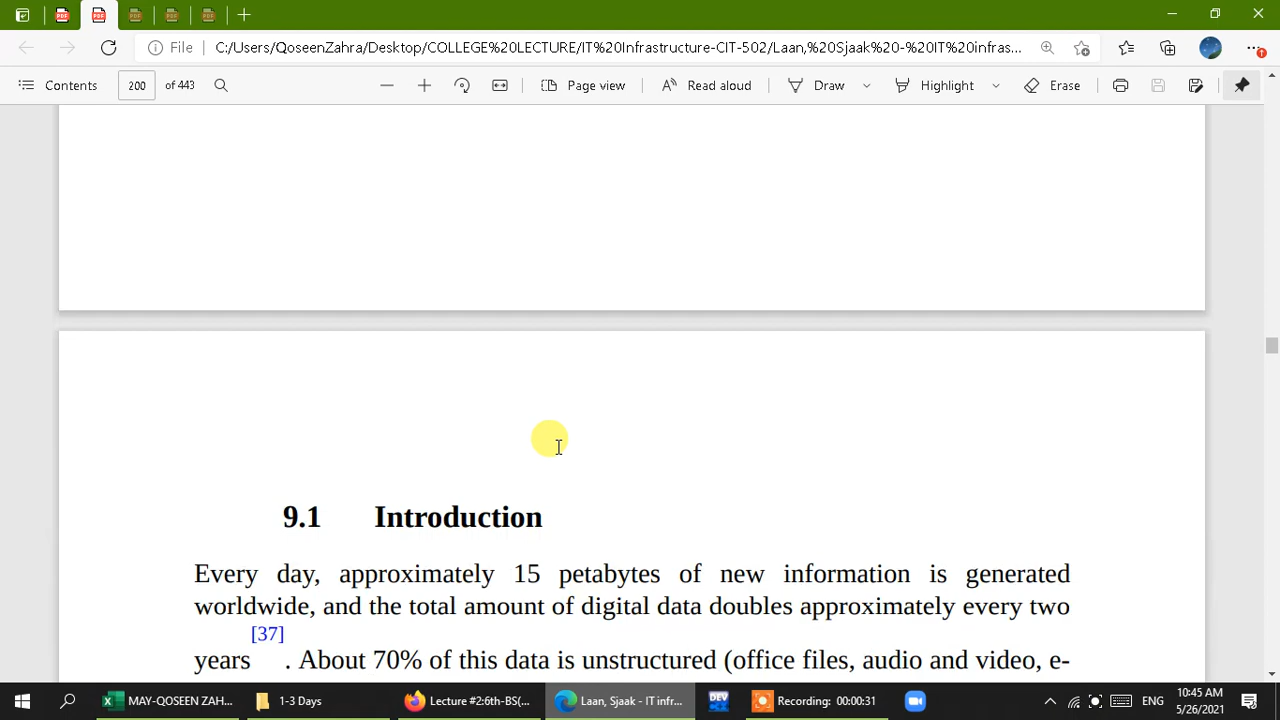 File
C:/Users/QoseenZahra/Desktop/COLLEGE%20LECTURE/IT%20Infrastructure-CIT-502/Laan,%20Sjaak%20-%20IT%20infras...
Contents
200
of 443
Page view
Read aloud
Draw
Highlight
Erase
9.1 Introduction
Every day, approximately 15 petabytes of new information is generated
worldwide, and the total amount of digital data doubles approximately every two
years[37]. About 70% of this data is unstructured (office files, audio and video, e-
MAY-QOSEEN ZAH...
1-3 Days
Lecture #2:6th-BS(...
Laan, Sjaak - IT infr...
DEV
Recording: 00:00:31
ENG
10:45 AM
5/26/2021